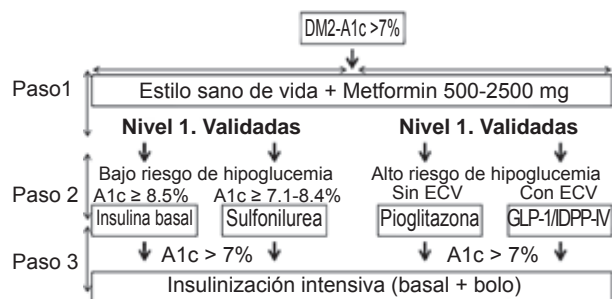 DM2-A1c >7%
Paso1
Estilo sano de vida + Metformin 500-2500 mg
Nivel 1. Validadas Nivel 1. Validadas
Bajo riesgo de hipoglucemia Alto riesgo de hipoglucemia
Paso 2
A1c ≥ 8.5% A1c ≥ 7.1-8.4% Sin ECV Con ECV
Insulina basal Sulfonilurea Pioglitazona GLP-1/IDPP-IV
Paso 3
A1c > 7% A1c > 7%
Insulinización intensiva (basal + bolo)